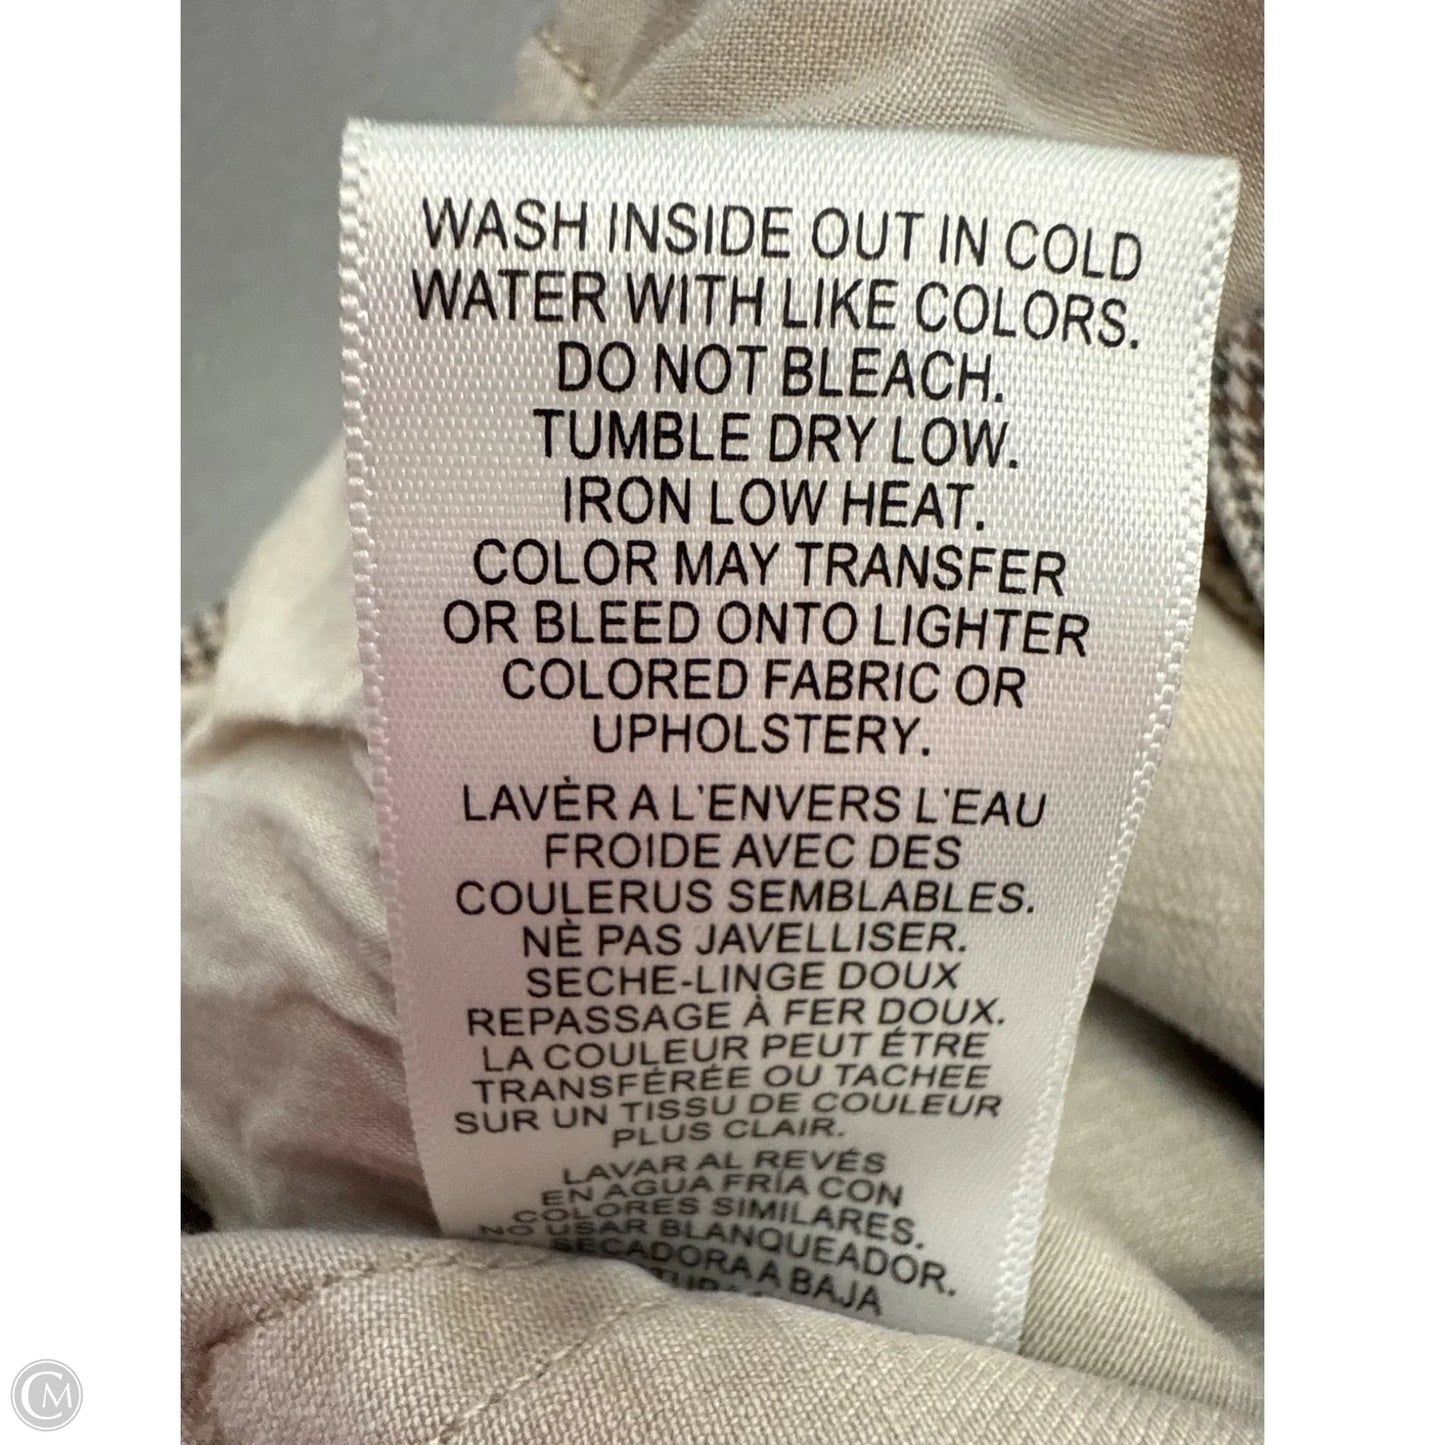 WASH INSIDE OUT IN COLD
WATER WITH LIKE COLORS.
DO NOT BLEACH.
TUMBLE DRY LOW.
IRON LOW HEAT.
COLOR MAY TRANSFER
OR BLEED ONTO LIGHTER
COLORED FABRIC OR
UPHOLSTERY.
LAVÈR A L'ENVERS L'EAU
FROIDE AVEC DES
COULERUS SEMBLABLES.
NÈ PAS JAVELLISER.
SECHE-LINGE DOUX
REPASSAGE À FER DOUX.
LA COULEUR PEUT ÉTRE
TRANSFÉRÉE OU TACHEE
SUR UN TISSU DE COULEUR
PLUS CLAIR.
LAVAR AL REVÉS
EN AGUA FRÍA CON
COLORES SIMILARES.
NO USAR BLANQUEADOR.
SECADORA A BAJA
CM